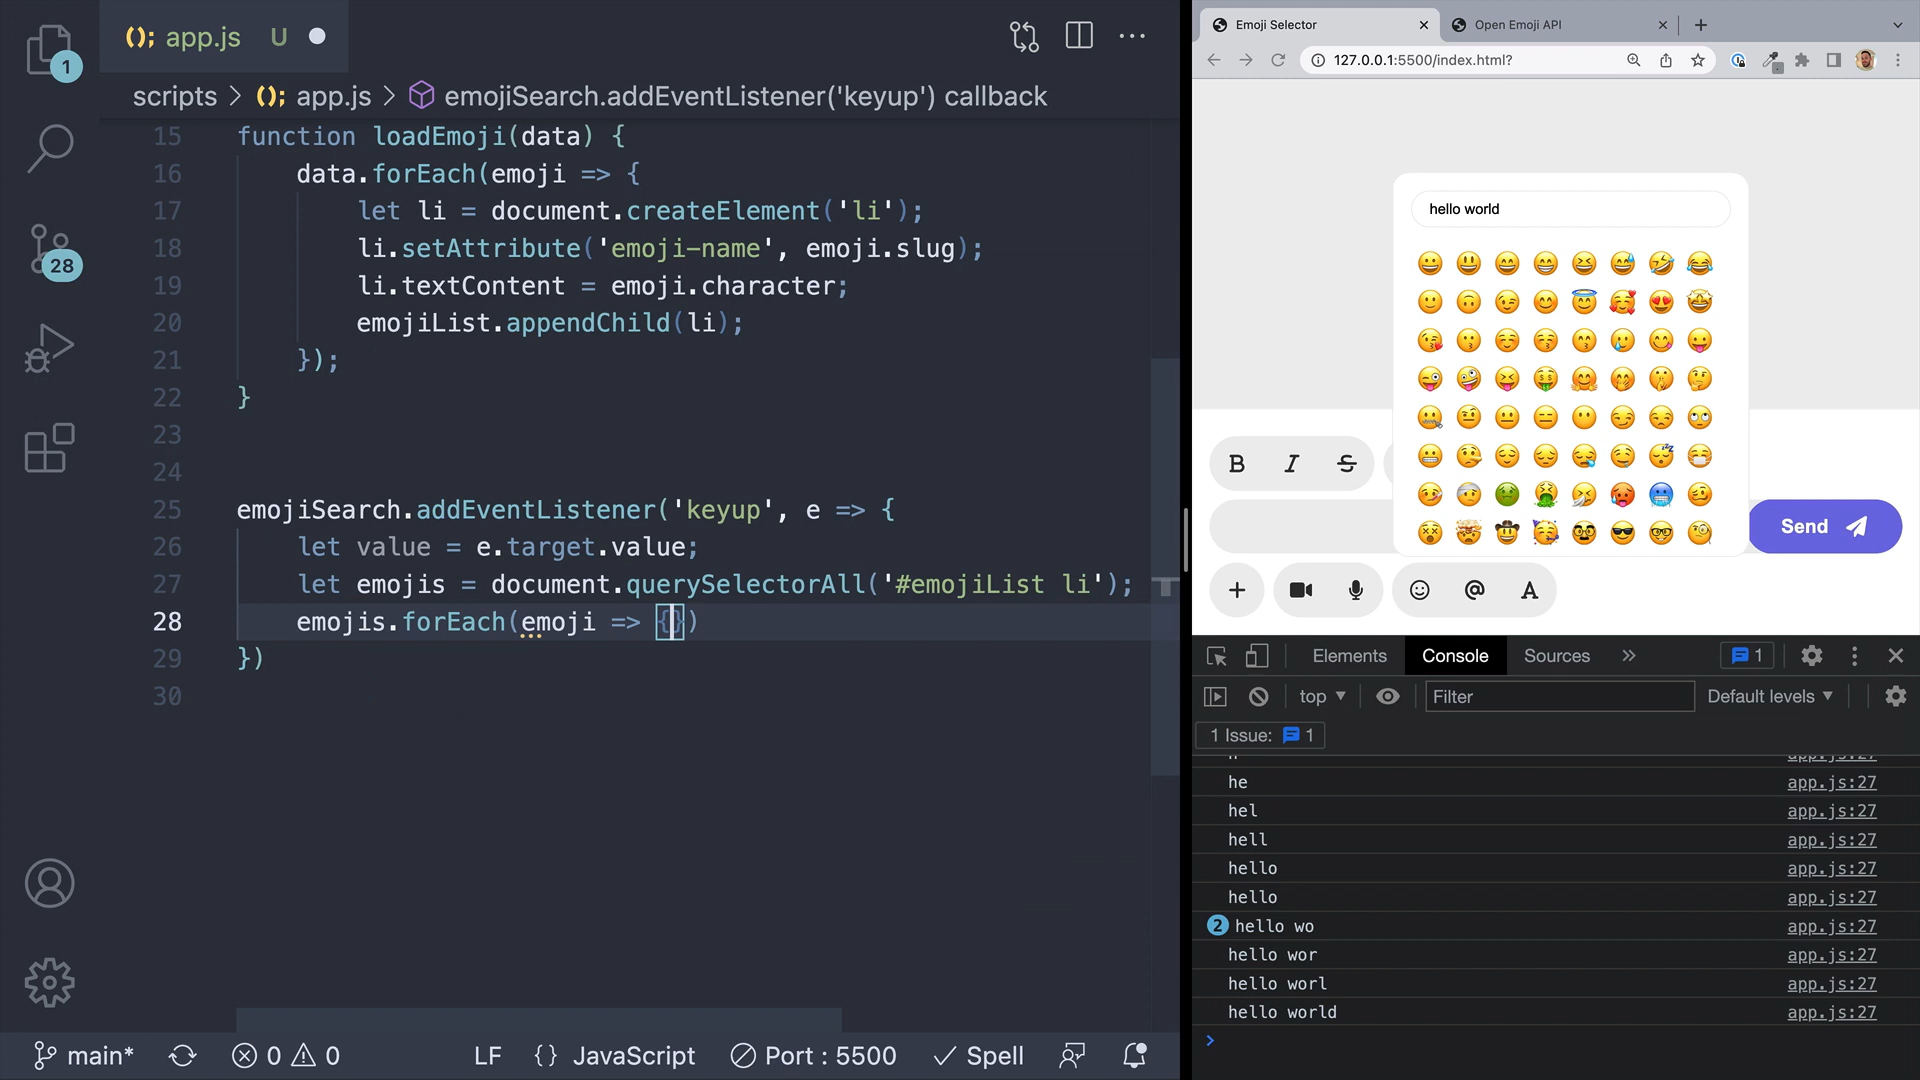 app.js U
1
scripts > app.js > emojiSearch.addEventListener('keyup') callback
15 function loadEmoji(data) {
16 data.forEach(emoji => {
17 let li = document.createElement('li');
18 li.setAttribute('emoji-name', emoji.slug);
19 li.textContent = emoji.character;
20 emojiList.appendChild(li);
21 });
22 }
23
24
25 emojiSearch.addEventListener('keyup', e => {
26 let value = e.target.value;
27 let emojis = document.querySelectorAll('#emojiList li');
28 emojis.forEach(emoji => {})
29 })
30
28
main* 0 0 LF {} JavaScript Port : 5500 Spell
Emoji Selector
Open Emoji API
127.0.0.1:5500/index.html?
hello world
B I S
Send
@ A
Elements Console Sources 1
top Filter Default levels
1 Issue: 1
he app.js:27
hel app.js:27
hell app.js:27
hello app.js:27
hello app.js:27
2 hello wo app.js:27
hello wor app.js:27
hello worl app.js:27
hello world app.js:27